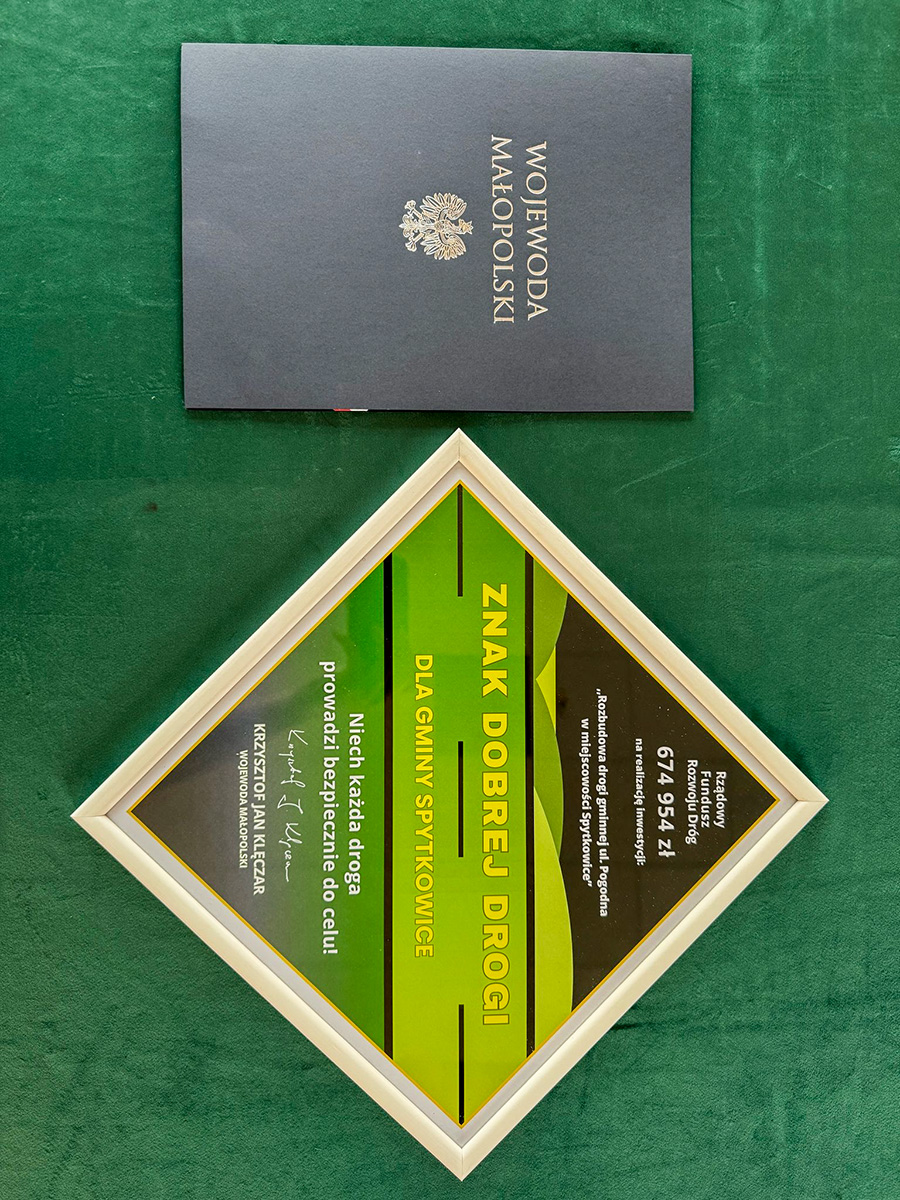 WOJEWODA
MAŁOPOLSKI
Rządowy
Fundusz
Rozwoju Dróg
674 954 zł
na realizację inwestycji:
„Rozbudowa drogi gminnej ul. Pogodna
w miejscowości Spytkowice”
ZNAK DOBREJ DROGI
DLA GMINY SPYTKOWICE
Niech każda droga
prowadzi bezpiecznie do celu!
KRZYSZTOF JAN KLĘCZAR
WOJEWODA MAŁOPOLSKI